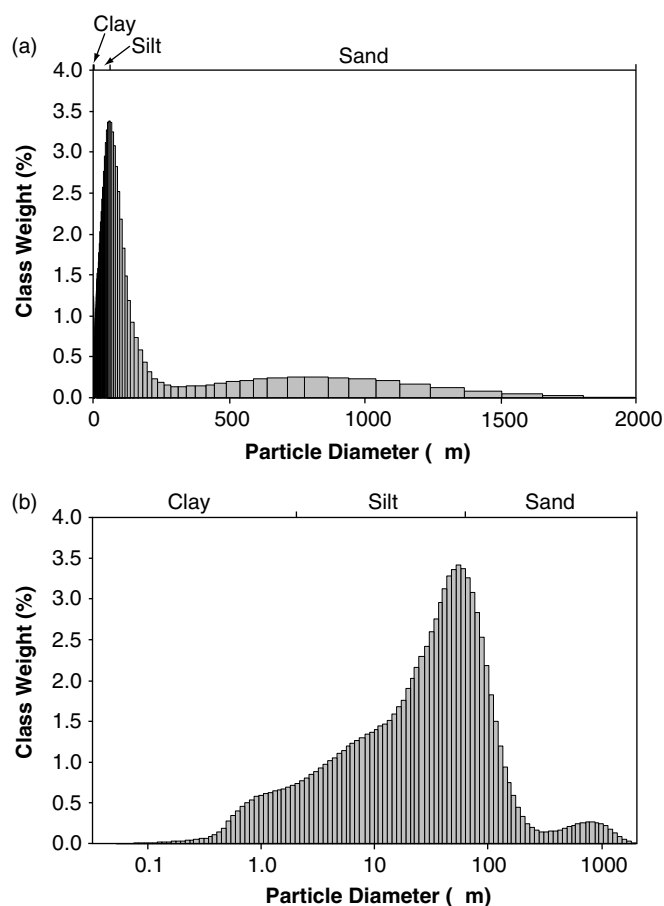 Clay
(a)
Silt
Sand
4.0
3.5
3.0
2.5
2.0
1.5
1.0
0.5
0.0
Class Weight (%)
0 500 1000 1500 2000
Particle Diameter ( m)
(b)
Clay Silt Sand
4.0
3.5
3.0
2.5
2.0
1.5
1.0
0.5
0.0
Class Weight (%)
0.1 1.0 10 100 1000
Particle Diameter ( m)